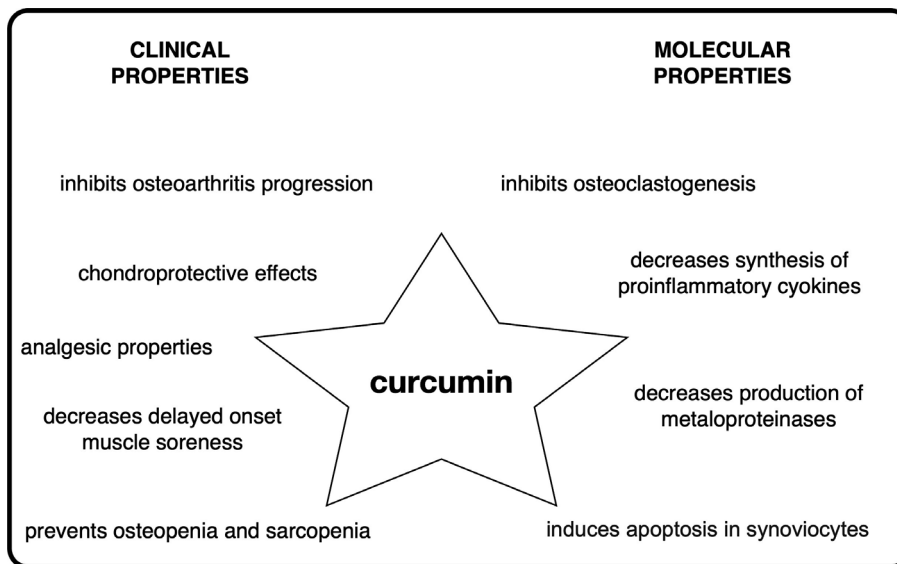 CLINICAL
PROPERTIES
inhibits osteoarthritis progression
chondroprotective effects
analgesic properties
decreases delayed onset
muscle soreness
prevents osteopenia and sarcopenia
curcumin
MOLECULAR
PROPERTIES
inhibits osteoclastogenesis
decreases synthesis of
proinflammatory cyokines
decreases production of
metaloproteinases
induces apoptosis in synoviocytes